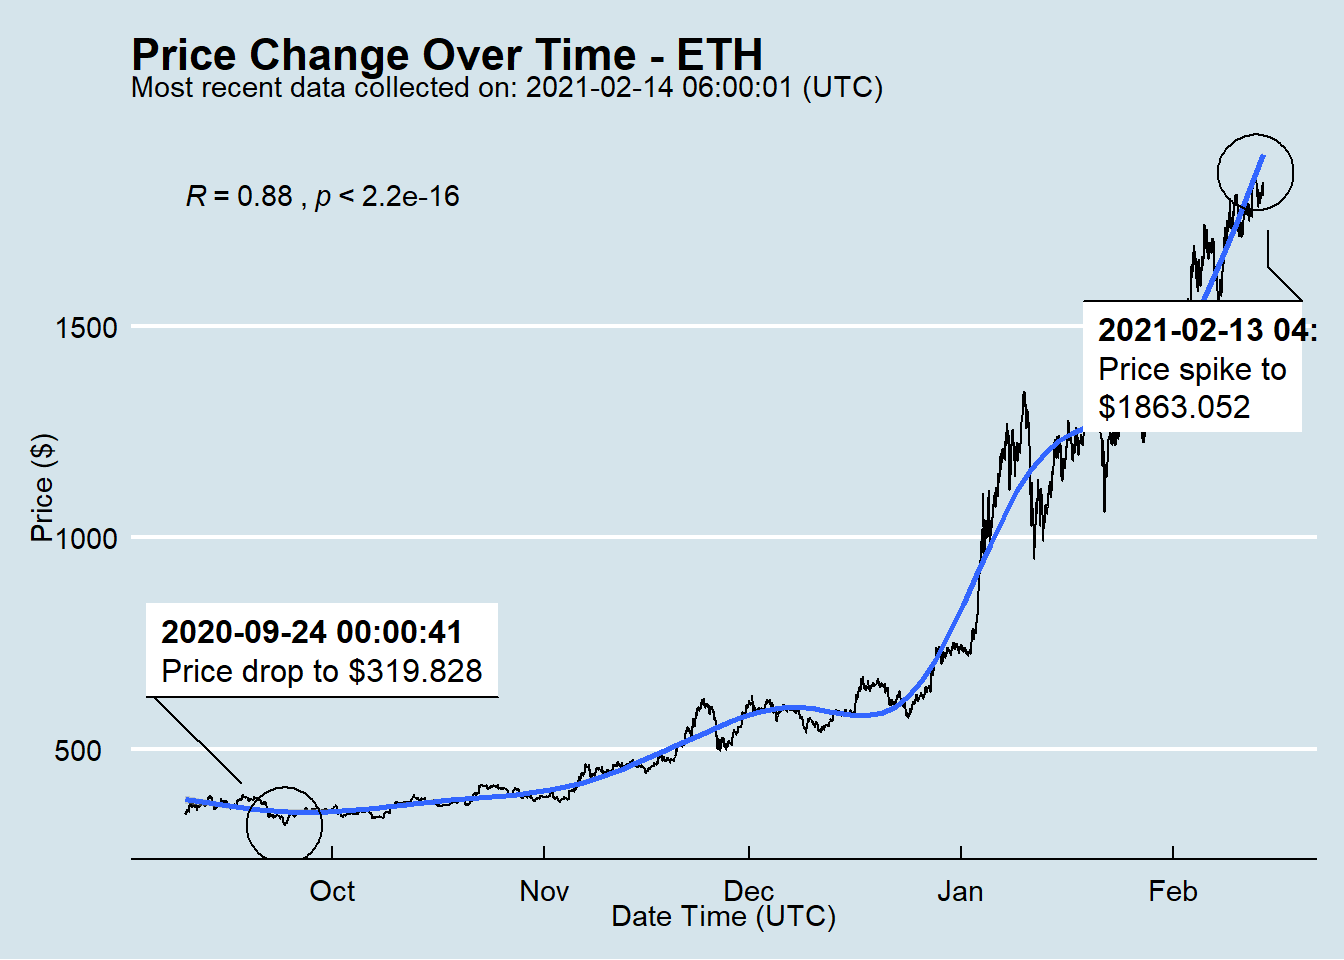 Price Change Over Time - ETH
Most recent data collected on: 2021-02-14 06:00:01 (UTC)
R = 0.88 , p < 2.2e-16
1500
1000
500
Price ($)
2021-02-13 04:
Price spike to
$1863.052
2020-09-24 00:00:41
Price drop to $319.828
Oct
Nov
Dec
Jan
Feb
Date Time (UTC)